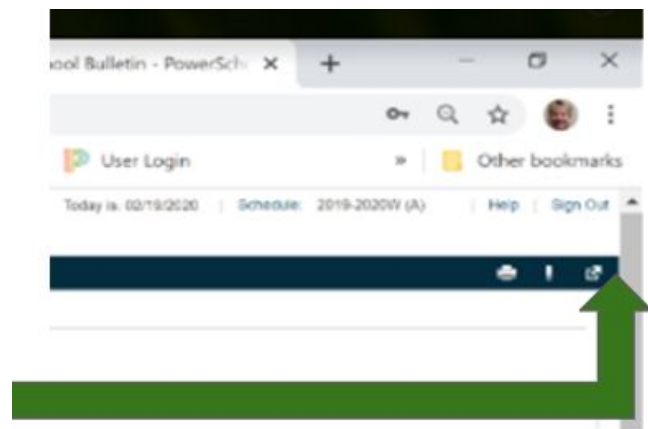 ool Bulletin - PowerSch
User Login » Other bookmarks
Today is: 02/19/2020 | Schedule: 2019-2020W (A) | Help | Sign Out